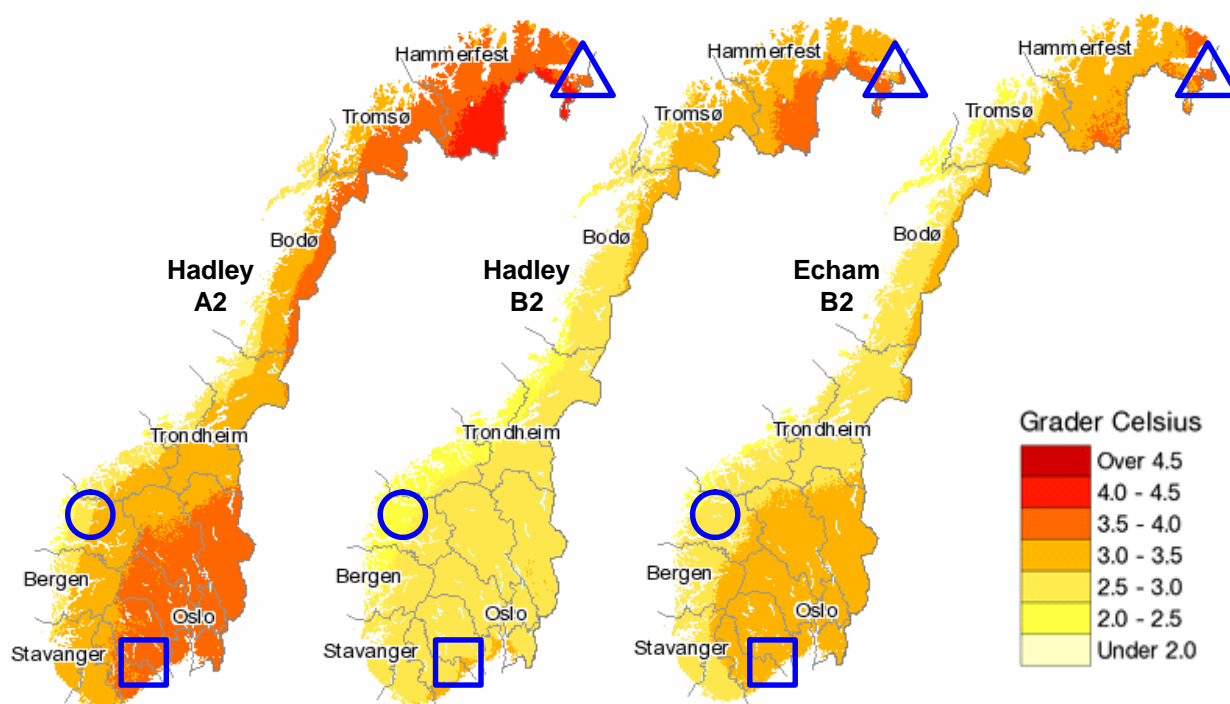 Hammerfest
Tromsø
Bodø
Hadley
A2
Trondheim
Bergen
Oslo
Stavanger
Hammerfest
Tromsø
Bodø
Hadley
B2
Trondheim
Bergen
Oslo
Stavanger
Hammerfest
Tromsø
Bodø
Echam
B2
Trondheim
Bergen
Oslo
Stavanger
Grader Celsius
Over 4.5
4.0 - 4.5
3.5 - 4.0
3.0 - 3.5
2.5 - 3.0
2.0 - 2.5
Under 2.0